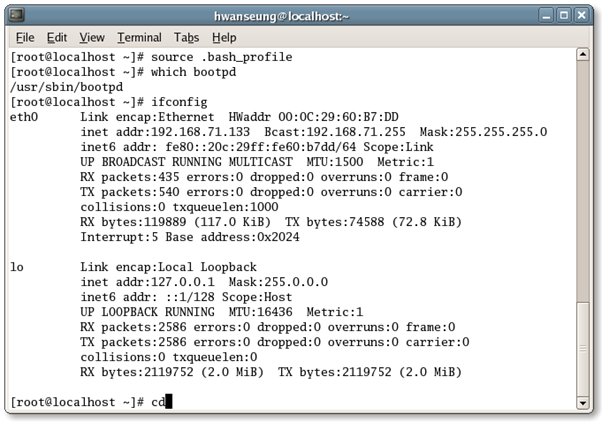 hwanseung@localhost:~
File Edit View Terminal Tabs Help
[root@localhost ~]# source .bash_profile
[root@localhost ~]# which bootpd
/usr/sbin/bootpd
[root@localhost ~]# ifconfig
eth0      Link encap:Ethernet  HWaddr 00:0C:29:60:B7:DD
          inet addr:192.168.71.133  Bcast:192.168.71.255  Mask:255.255.255.0
          inet6 addr: fe80::20c:29ff:fe60:b7dd/64 Scope:Link
          UP BROADCAST RUNNING MULTICAST  MTU:1500  Metric:1
          RX packets:435 errors:0 dropped:0 overruns:0 frame:0
          TX packets:540 errors:0 dropped:0 overruns:0 carrier:0
          collisions:0 txqueuelen:1000
          RX bytes:119889 (117.0 KiB)  TX bytes:74588 (72.8 KiB)
          Interrupt:5 Base address:0x2024
lo        Link encap:Local Loopback
          inet addr:127.0.0.1  Mask:255.0.0.0
          inet6 addr: ::1/128 Scope:Host
          UP LOOPBACK RUNNING  MTU:16436  Metric:1
          RX packets:2586 errors:0 dropped:0 overruns:0 frame:0
          TX packets:2586 errors:0 dropped:0 overruns:0 carrier:0
          collisions:0 txqueuelen:0
          RX bytes:2119752 (2.0 MiB)  TX bytes:2119752 (2.0 MiB)
[root@localhost ~]# cd